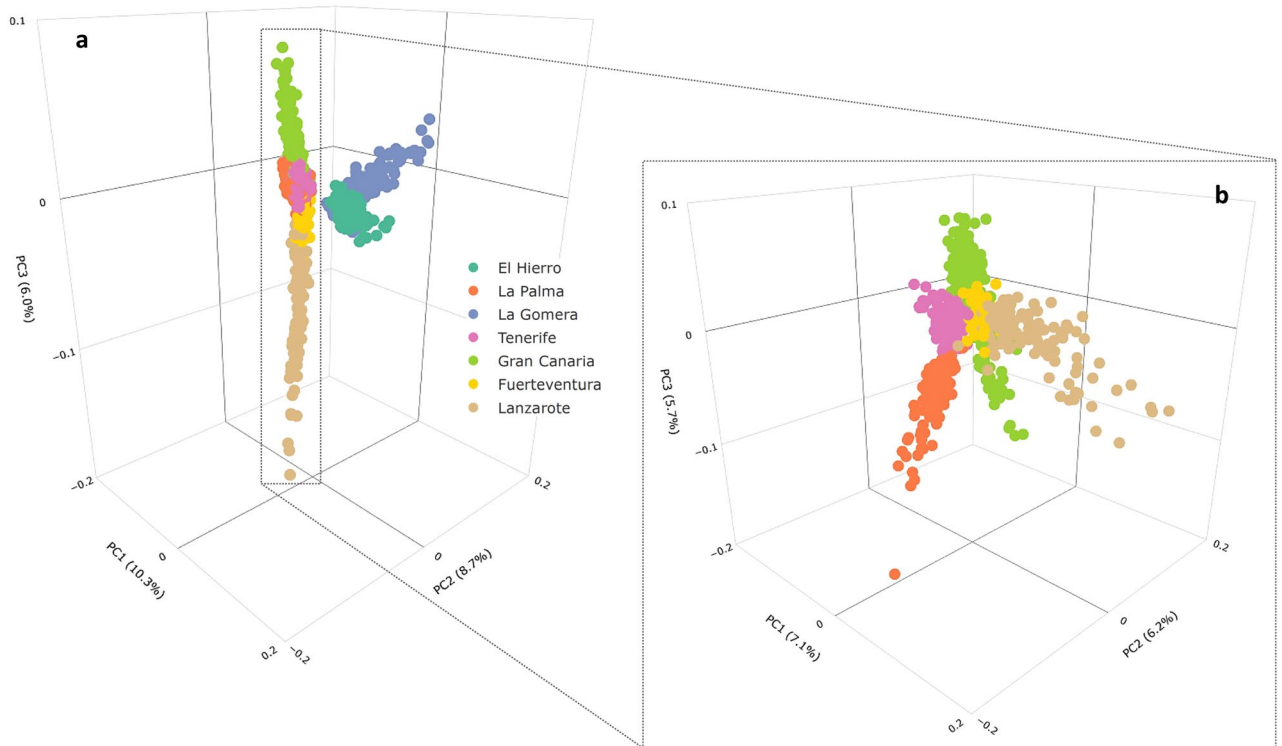 a
0.1
0
−0.1
−0.2
PC3 (6.0%)
PC1 (10.3%)
0
0.2
−0.2
PC2 (8.7%)
0
0.2
El Hierro
La Palma
La Gomera
Tenerife
Gran Canaria
Fuerteventura
Lanzarote
b
0.1
0
−0.1
−0.2
PC3 (5.7%)
PC1 (7.1%)
0
0.2
−0.2
PC2 (6.2%)
0
0.2